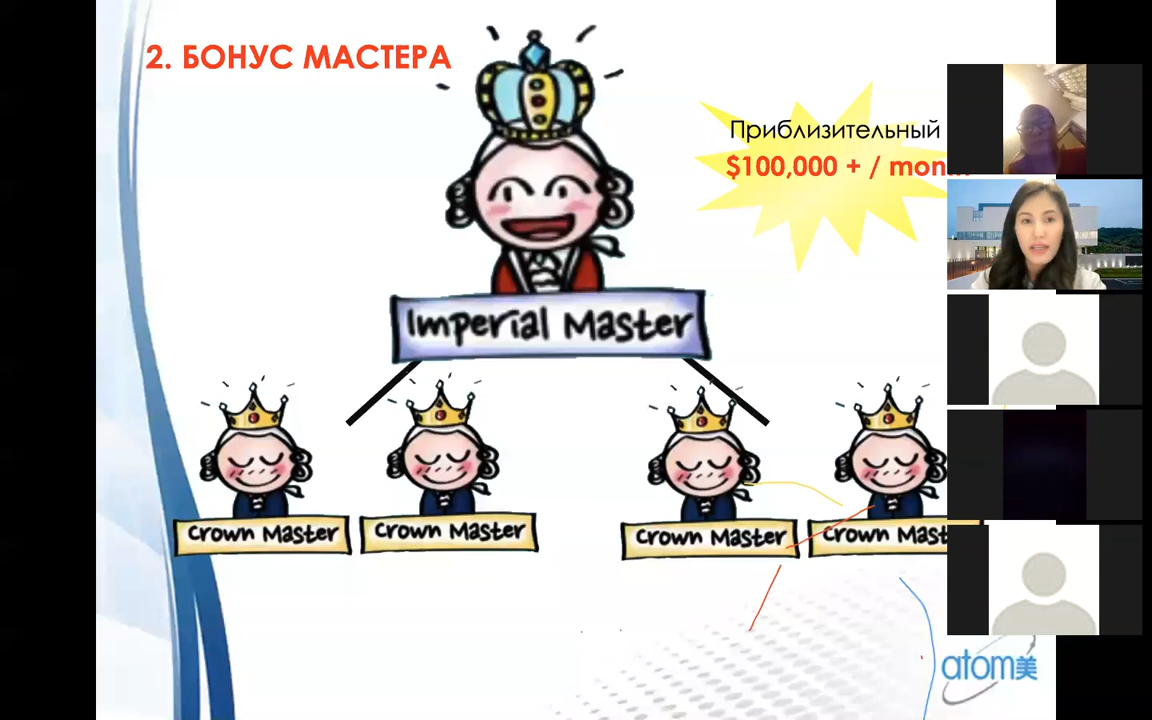 2. БОНУС МАСТЕРА
Приблизительный
$100,000 + / mon
Imperial Master
Crown Master
Crown Master
Crown Master
Crown Mast
atom美